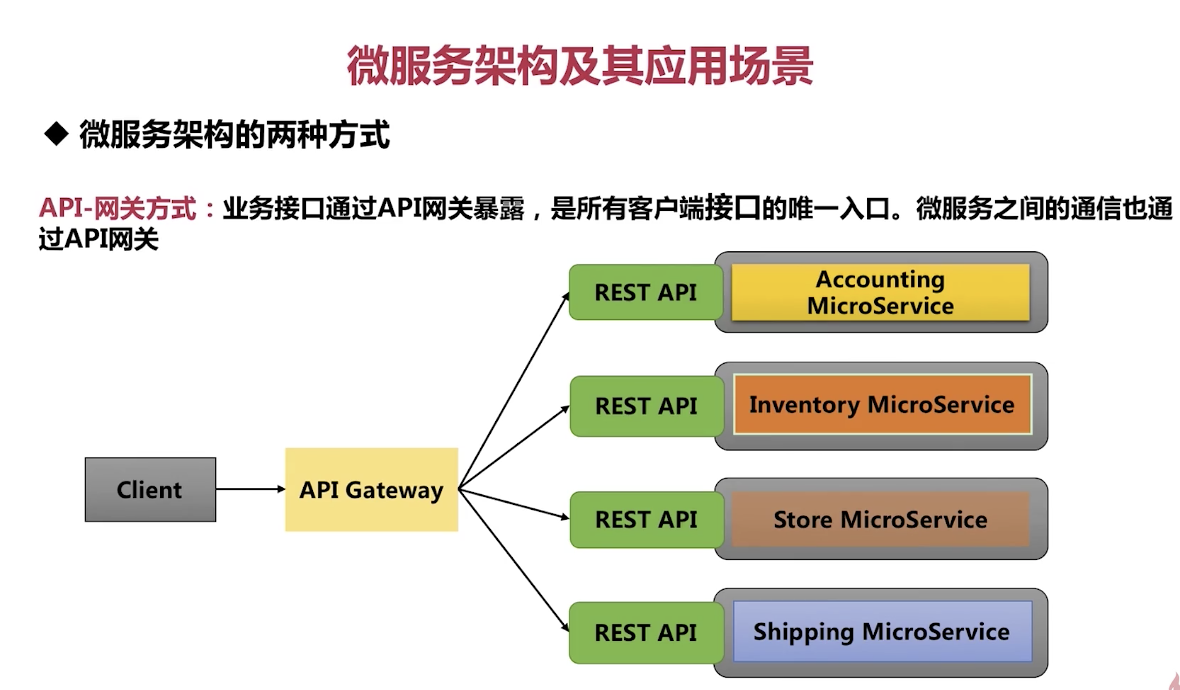 微服务架构及其应用场景
◆ 微服务架构的两种方式
API-网关方式：业务接口通过API网关暴露，是所有客户端接口的唯一入口。微服务之间的通信也通
过API网关
REST API
Accounting
MicroService
REST API
Inventory MicroService
Client
API Gateway
REST API
Store MicroService
REST API
Shipping MicroService